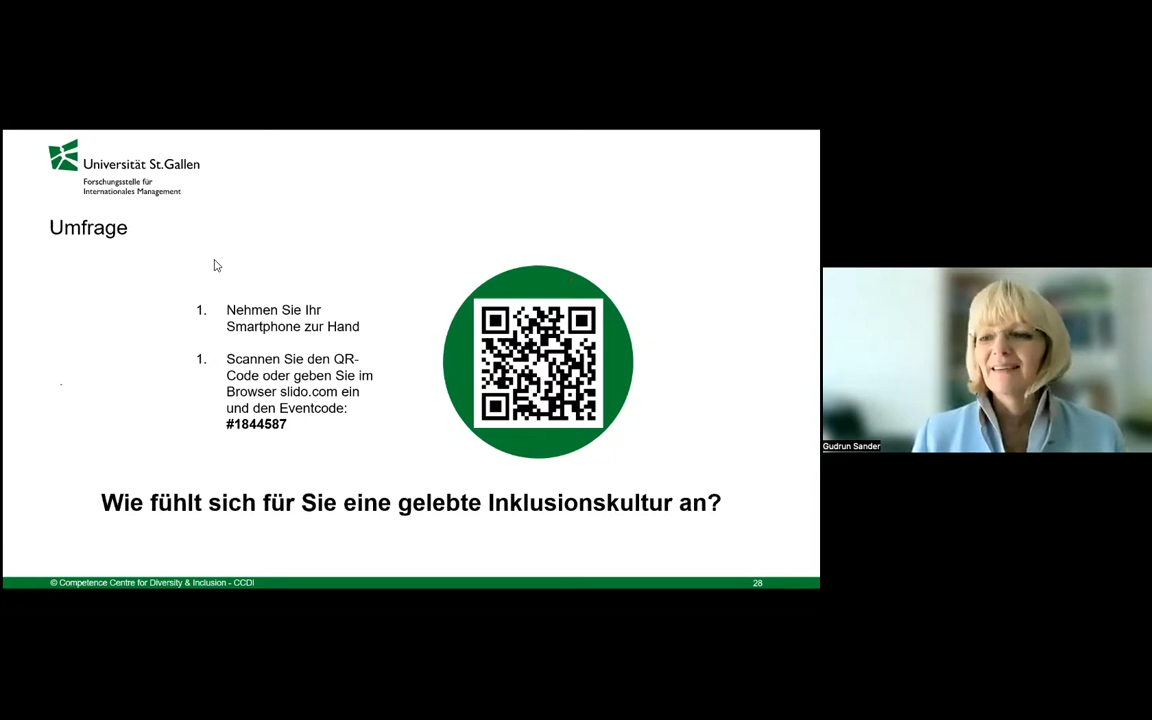 Universität St.Gallen
Forschungsstelle für
Internationales Management
Umfrage
1. Nehmen Sie Ihr
Smartphone zur Hand
1. Scannen Sie den QR-
Code oder geben Sie im
Browser slido.com ein
und den Eventcode:
#1844587
Wie fühlt sich für Sie eine gelebte Inklusionskultur an?
© Competence Centre for Diversity & Inclusion - CCDI
28
Gudrun Sander